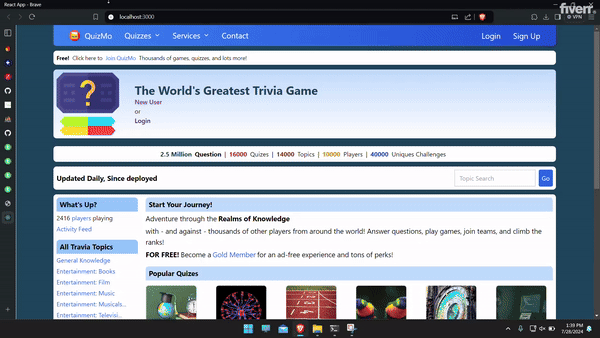 React App - Brave
localhost:3000
VPN
fiverr.
QuizMo Quizzes Services Contact Login Sign Up
Free! Click here to Join QuizMo Thousands of games, quizzes, and lots more!
The World's Greatest Trivia Game
New User
or
Login
2.5 Million Question | 16000 Quizes | 14000 Topics | 10000 Players | 40000 Uniques Challenges
Updated Daily, Since deployed
Topic Search Go
What's Up?
2416 players playing
Activity Feed
All Travia Topics
General Knowledge
Entertainment: Books
Entertainment: Film
Entertainment: Music
Entertainment: Musicals...
Entertainment: Televisi...
Start Your Journey!
Adventure through the Realms of Knowledge
with - and against - thousands of other players from around the world! Answer questions, play games, join teams, and climb the
ranks!
FOR FREE! Become a Gold Member for an ad-free experience and tons of perks!
Popular Quizes
1:39 PM
7/28/2024